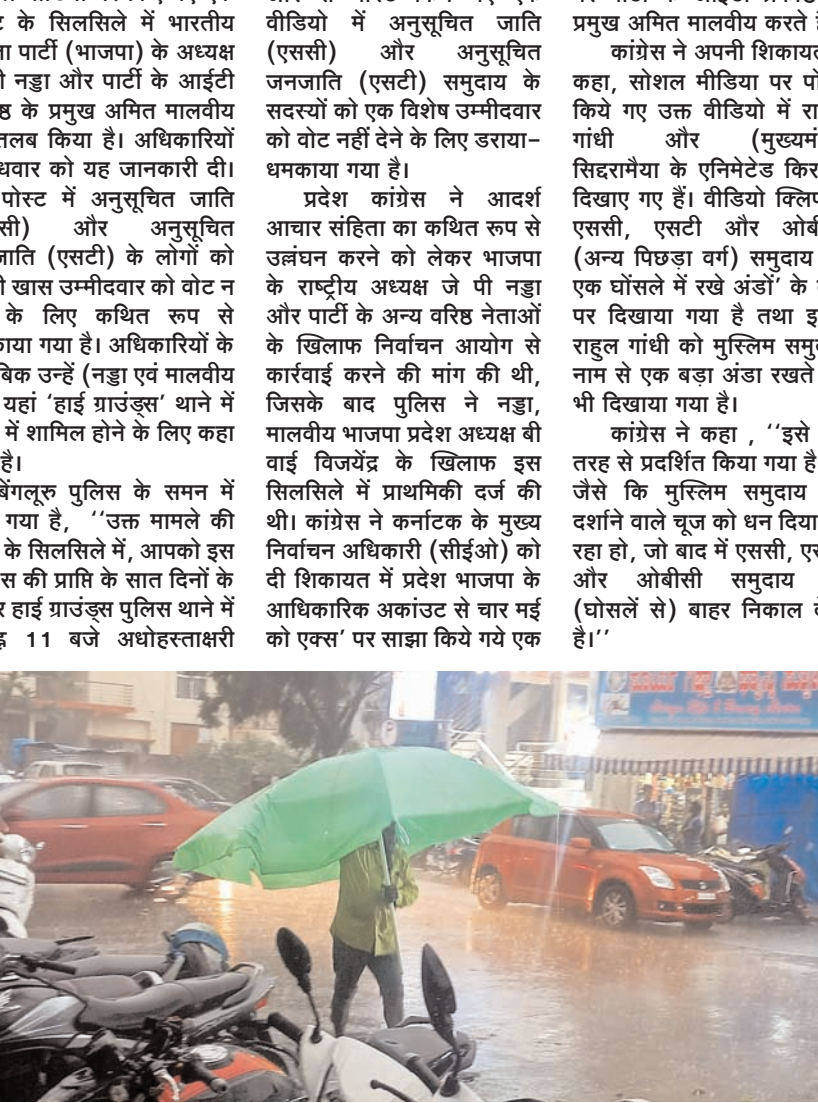 के सिलसिले में भारतीय
पार्टी (भाजपा) के अध्यक्ष
नड्डा और पार्टी के आईटी
के प्रमुख अमित मालवीय
तलब किया है। अधिकारियों
को यह जानकारी दी।
पोस्ट में अनुसूचित जाति
और अनुसूचित
(एसटी) के लोगों को
खास उम्मीदवार को वोट न
के लिए कथित रूप से
गया है। अधिकारियों के
उन्हें (नड्डा एवं मालवीय
यहां ‘हाई ग्राउंड्स’ थाने में
में शामिल होने के लिए कहा
है।
बेंगलूरु पुलिस के समन में
गया है, ‘‘उक्त मामले की
के सिलसिले में, आपको इस
की प्राप्ति के सात दिनों के
हाई ग्राउंड्स पुलिस थाने में
11 बजे अधोहस्ताक्षरी
वीडियो में अनुसूचित जाति
(एससी) और अनुसूचित
जनजाति (एसटी) समुदाय के
सदस्यों को एक विशेष उम्मीदवार
को वोट नहीं देने के लिए डराया-
धमकाया गया है।
प्रदेश कांग्रेस ने आदर्श
आचार संहिता का कथित रूप से
उल्लंघन करने को लेकर भाजपा
के राष्ट्रीय अध्यक्ष जे पी नड्डा
और पार्टी के अन्य वरिष्ठ नेताओं
के खिलाफ निर्वाचन आयोग से
कार्रवाई करने की मांग की थी,
जिसके बाद पुलिस ने नड्डा,
मालवीय भाजपा प्रदेश अध्यक्ष बी
वाई विजयेंद्र के खिलाफ इस
सिलसिले में प्राथमिकी दर्ज की
थी। कांग्रेस ने कर्नाटक के मुख्य
निर्वाचन अधिकारी (सीईओ) को
दी शिकायत में प्रदेश भाजपा के
आधिकारिक अकांउट से चार मई
को एक्स’ पर साझा किये गये एक
प्रमुख अमित मालवीय करते
कांग्रेस ने अपनी शिकायत
कहा, सोशल मीडिया पर
किये गए उक्त वीडियो में
गांधी और
सिद्दरामैया के एनिमेटेड
दिखाए गए हैं। वीडियो
एससी, एसटी और
(अन्य पिछड़ा वर्ग) समुदाय
एक घोंसले में रखे अंडों’ के
पर दिखाया गया है तथा
राहुल गांधी को मुस्लिम
नाम से एक बड़ा अंडा रखते
भी दिखाया गया है।
कांग्रेस ने कहा , ‘‘इसे
तरह से प्रदर्शित किया गया है
जैसे कि मुस्लिम समुदाय
दर्शाने वाले चूज को धन दिया
रहा हो, जो बाद में एससी,
और ओबीसी समुदाय
(घोसलें से) बाहर निकाल
है।’’